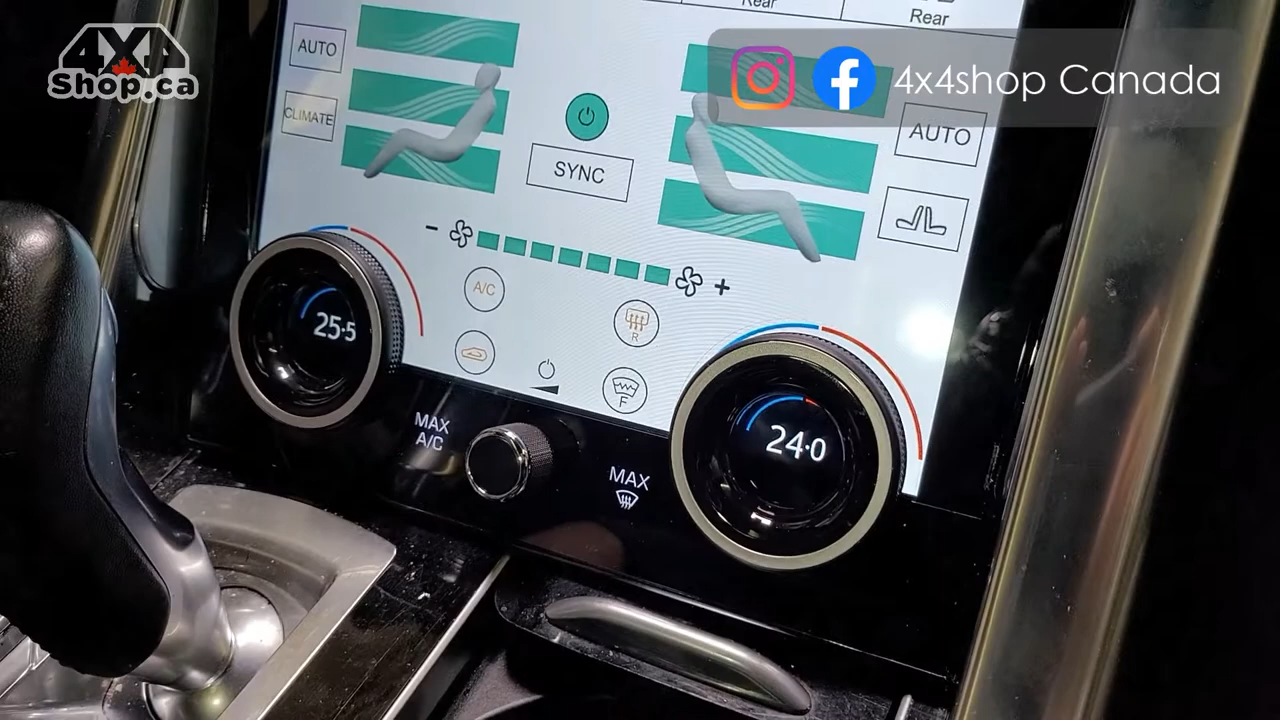 4X4
Shop.ca
Rear
Rear
4x4shop Canada
AUTO
CLIMATE
SYNC
AUTO
- +
A/C
R
F
25.5
24.0
MAX
A/C
MAX